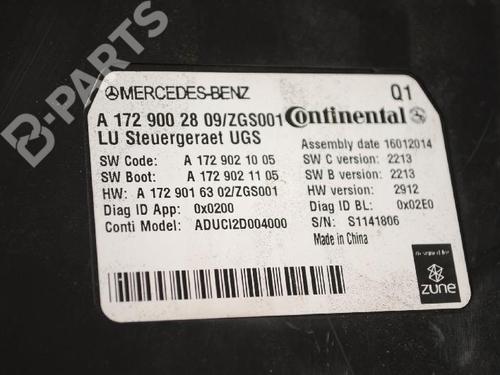 B-PARTS
MERCEDES-BENZ Q1
A 172 900 28 09/ZGS001 Continental
LU Steuergeraet UGS Assembly date 16012014
SW Code: A 172 902 10 05 SW C version: 2213
SW Boot: A 172 902 11 05 SW B version: 2213
HW: A 172 901 63 02/ZGS001 HW version: 2912
Diag ID App: 0x0200 Diag ID BL: 0x02E0
Conti Model: ADUCI2D004000 S/N: S1141806
Made in China
zune